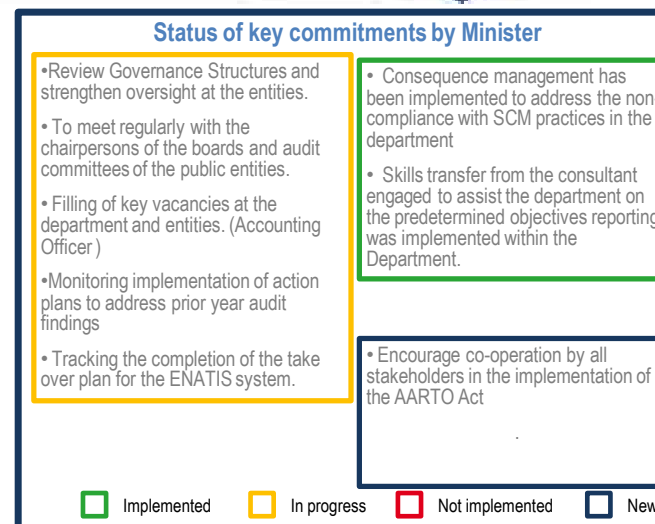 Status of key commitments by Minister
•Review Governance Structures and
strengthen oversight at the entities.
• To meet regularly with the
chairpersons of the boards and audit
committees of the public entities.
• Filling of key vacancies at the
department and entities. (Accounting
Officer )
•Monitoring implementation of action
plans to address prior year audit
findings
• Tracking the completion of the take
over plan for the ENATIS system.
• Consequence management has
been implemented to address the non
compliance with SCM practices in the
department
• Skills transfer from the consultant
engaged to assist the department on
the predetermined objectives reporting
was implemented within the
Department.
• Encourage co-operation by all
stakeholders in the implementation of
the AARTO Act
.
Implemented In progress Not implemented New